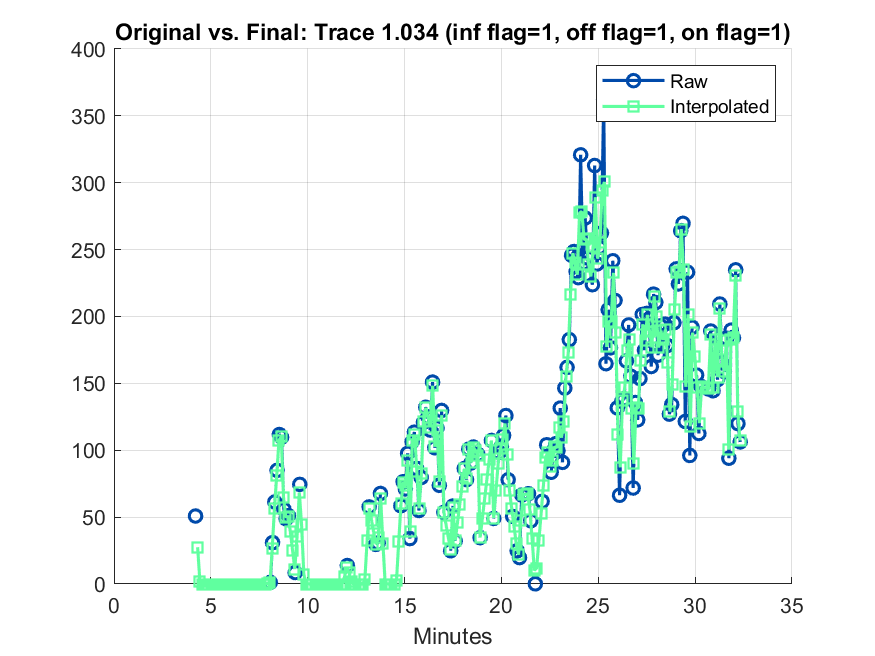 Original vs. Final: Trace 1.034 (inf flag=1, off flag=1, on flag=1)
400
350
300
250
200
150
100
50
0
Raw
Interpolated
0 5 10 15 20 25 30 35
Minutes